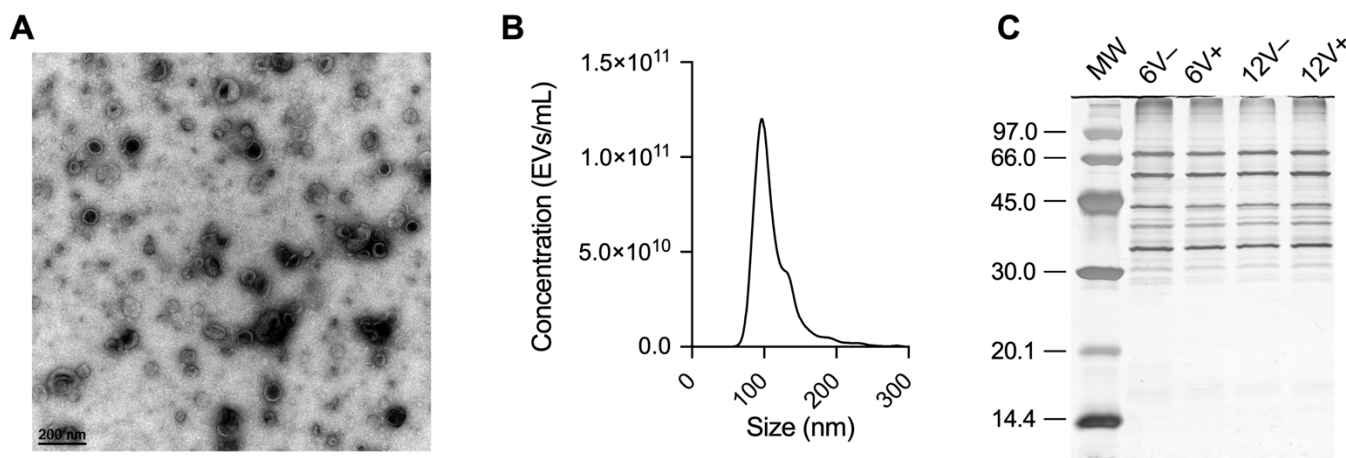 A
200 nm
B
Concentration (EVs/mL)
1.5×10¹¹
1.0×10¹¹
5.0×10¹⁰
0.0
0
100
200
300
Size (nm)
C
MW
6V–
6V+
12V–
12V+
97.0
66.0
45.0
30.0
20.1
14.4